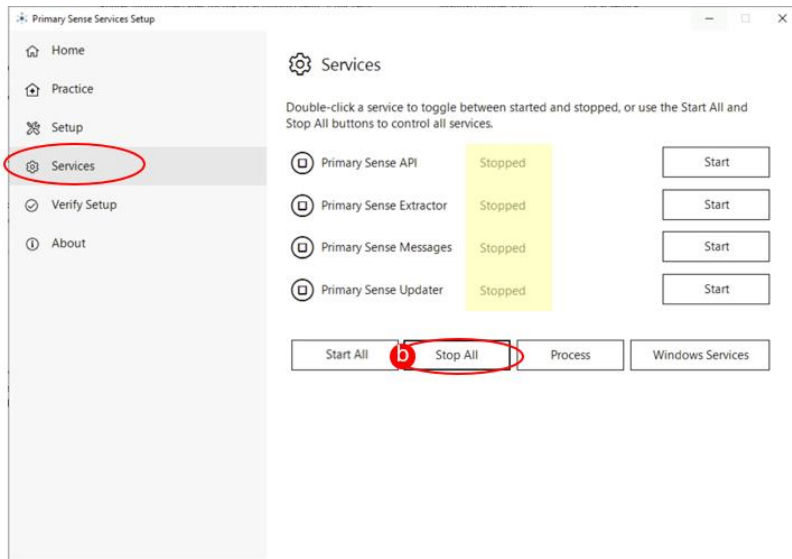 Primary Sense Services Setup
Home
Practice
Setup
Services
Verify Setup
About
Services
Double-click a service to toggle between started and stopped, or use the Start All and
Stop All buttons to control all services.
Primary Sense API Stopped Start
Primary Sense Extractor Stopped Start
Primary Sense Messages Stopped Start
Primary Sense Updater Stopped Start
Start All b Stop All Process Windows Services